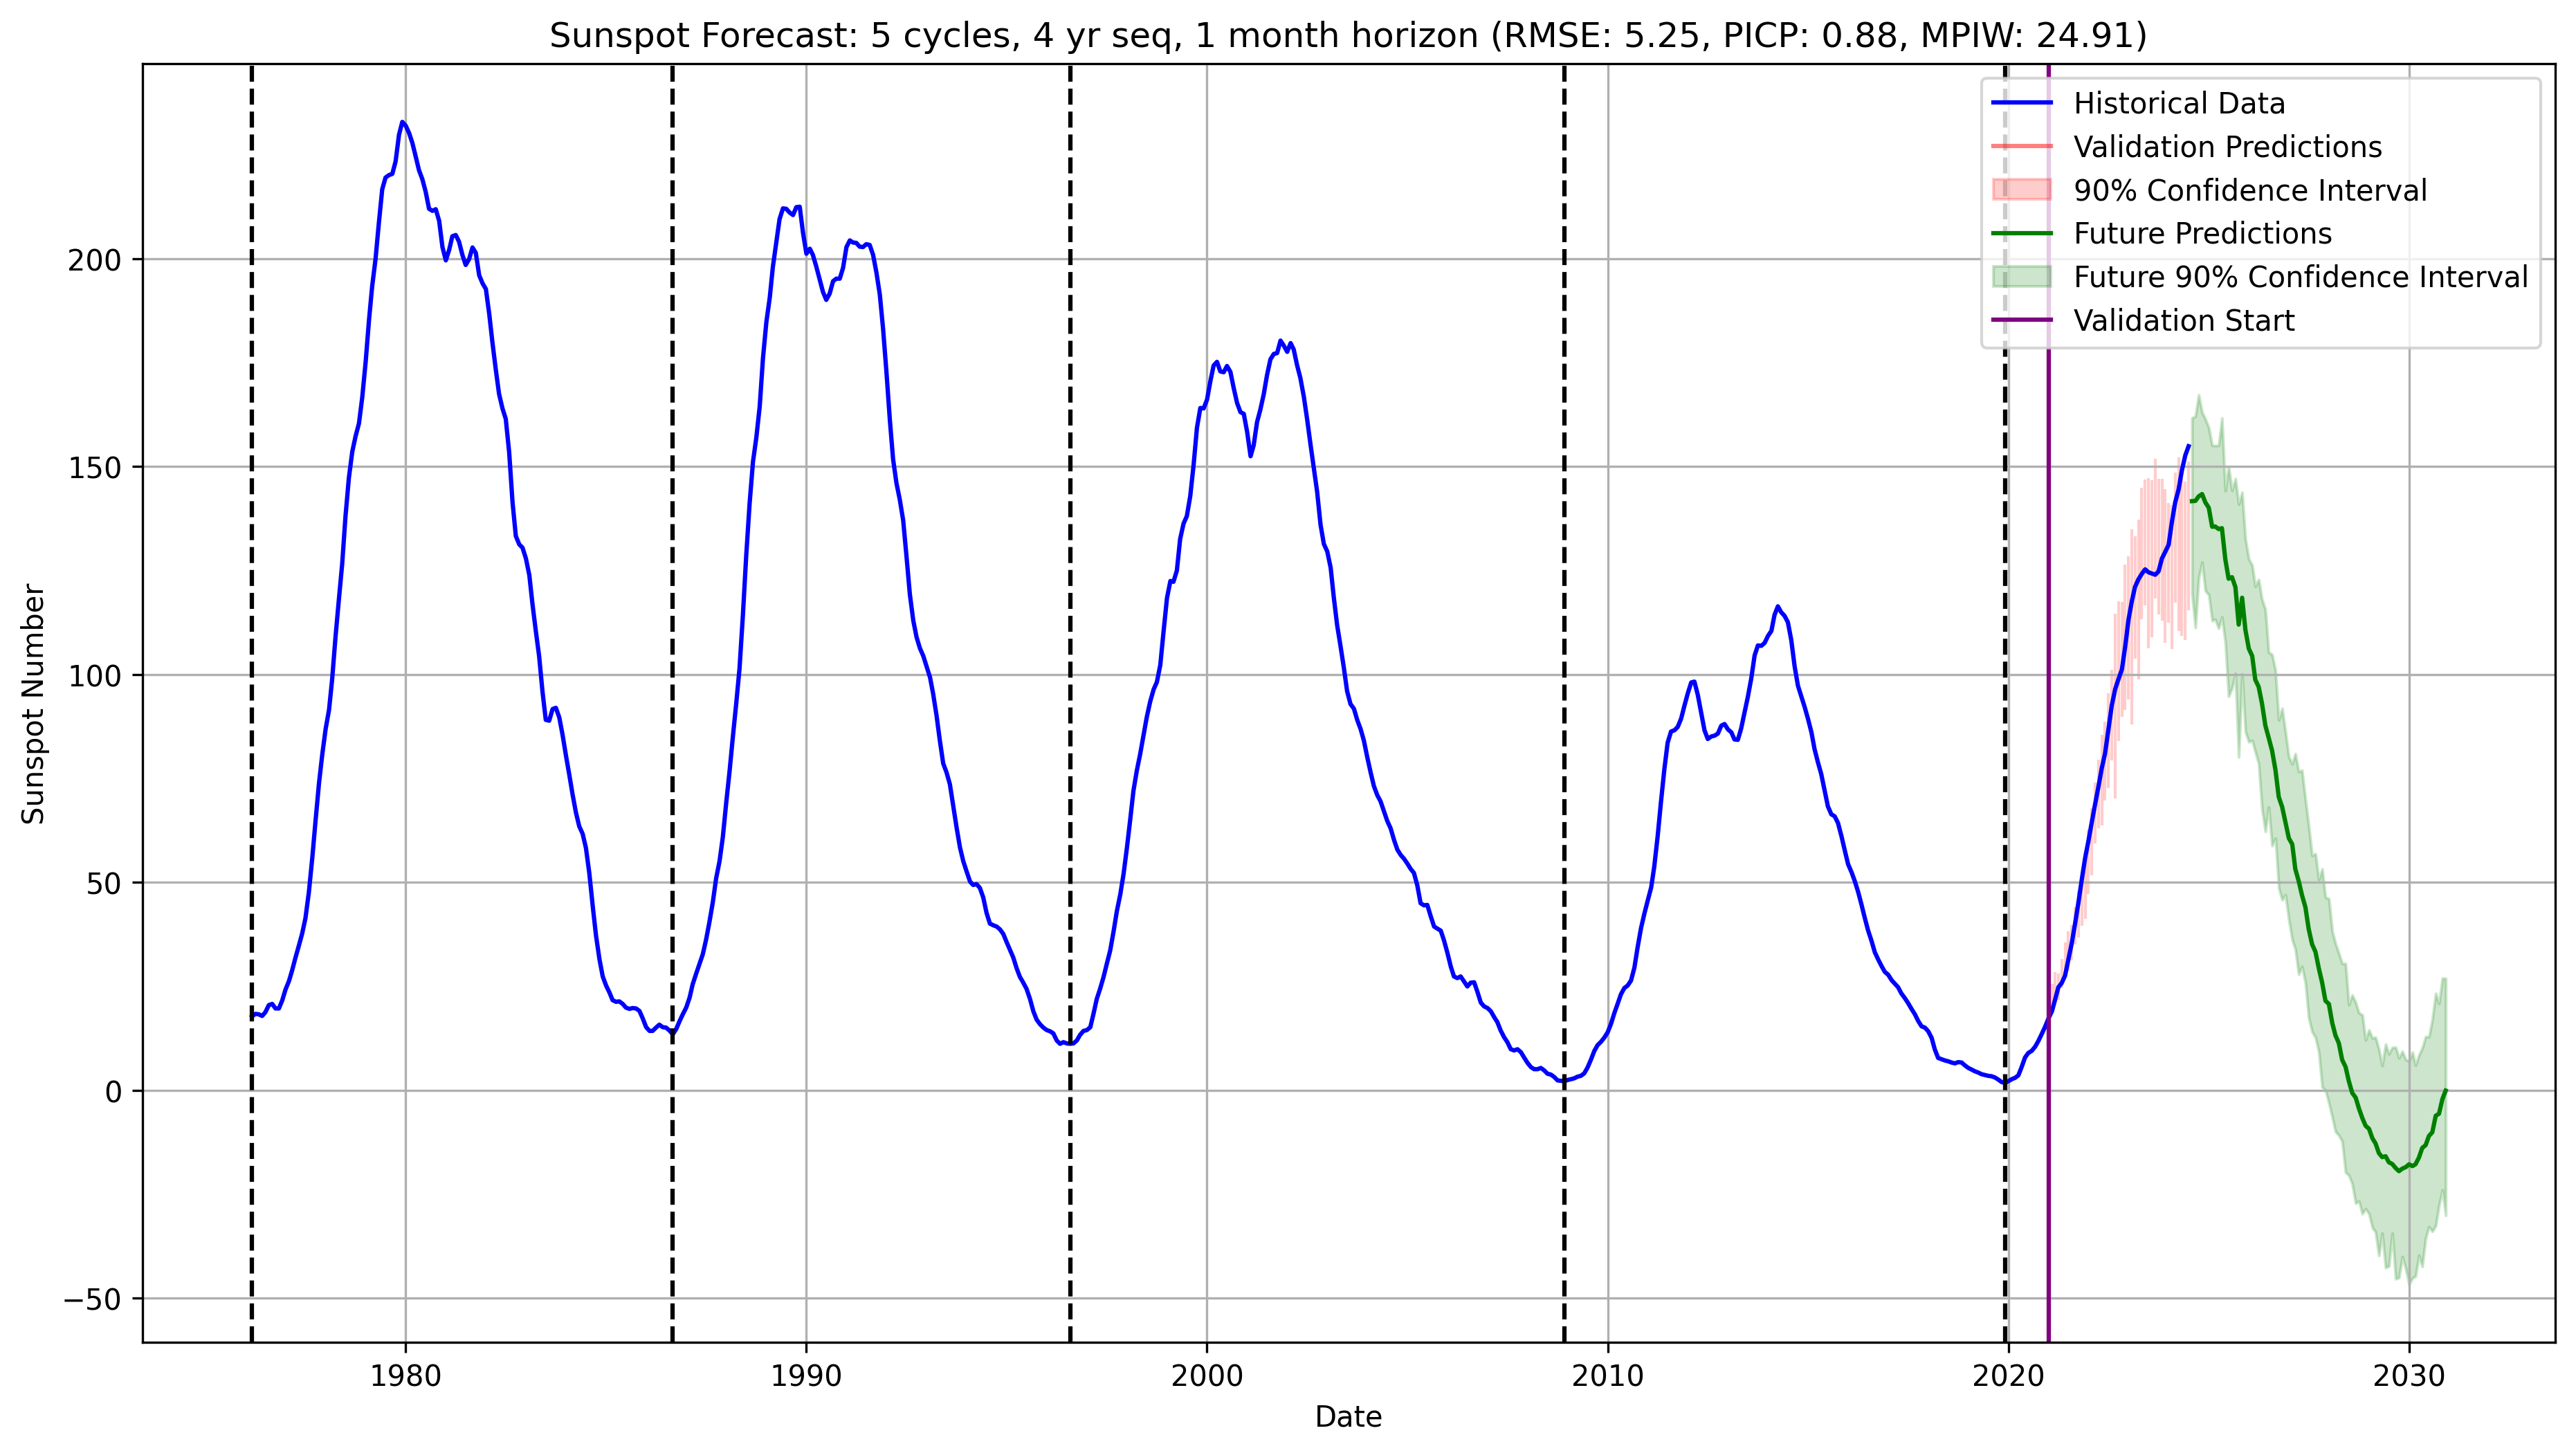 Sunspot Forecast: 5 cycles, 4 yr seq, 1 month horizon (RMSE: 5.25, PICP: 0.88, MPIW: 24.91)
Historical Data
Validation Predictions
90% Confidence Interval
Future Predictions
Future 90% Confidence Interval
Validation Start
Sunspot Number
200
150
100
50
0
−50
1980 1990 2000 2010 2020 2030
Date